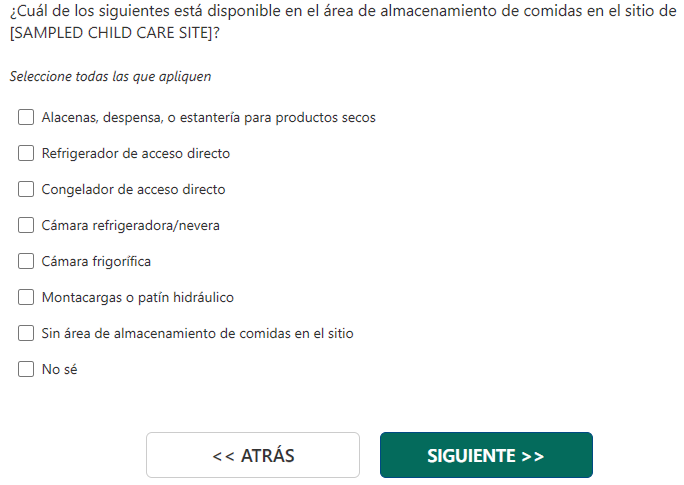 ¿Cuál de los siguientes está disponible en el área de almacenamiento de comidas en el sitio de
[SAMPLED CHILD CARE SITE]?
Seleccione todas las que apliquen
Alacenas, despensa, o estantería para productos secos
Refrigerador de acceso directo
Congelador de acceso directo
Cámara refrigeradora/nevera
Cámara frigorífica
Montacargas o patín hidráulico
Sin área de almacenamiento de comidas en el sitio
No sé
<< ATRÁS
SIGUIENTE >>